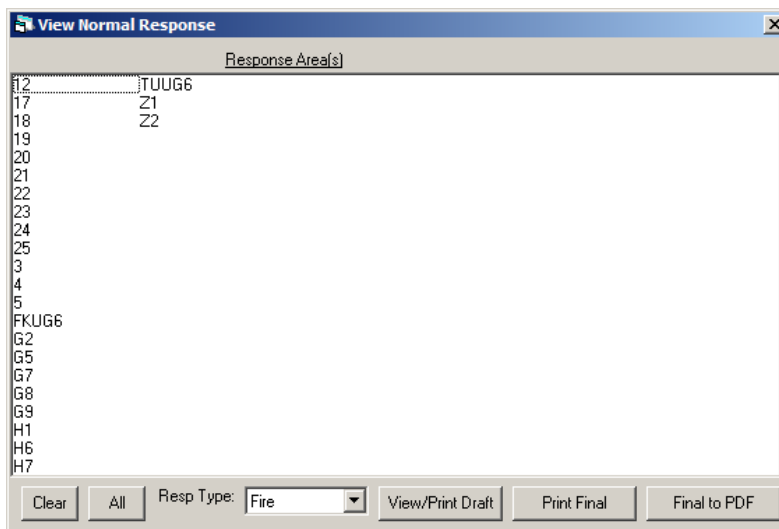 View Normal Response
Response Area(s)
12 TUUG6
17 Z1
18 Z2
19
20
21
22
23
24
25
3
4
5
FKUG6
G2
G5
G7
G8
G9
H1
H6
H7
Clear All Resp Type: Fire View/Print Draft Print Final Final to PDF